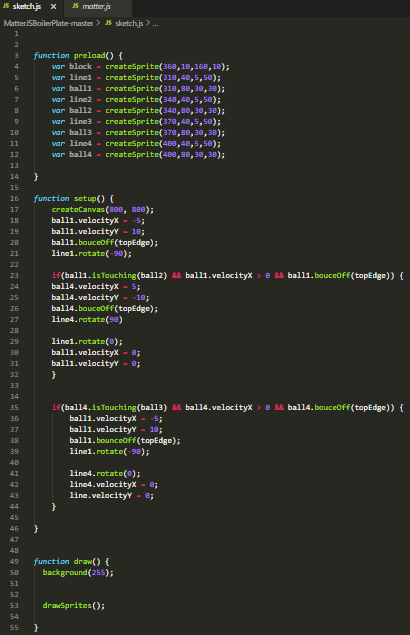 JS sketch.js × JS matter.js
MatterJSBoilerPlate-master > JS sketch.js > ...
1
2
3 function preload() {
4 var block = createSprite(360,10,160,10);
5 var line1 = createSprite(310,40,5,50);
6 var ball1 = createSprite(310,80,30,30);
7 var line2 = createSprite(340,40,5,50);
8 var ball2 = createSprite(340,80,30,30);
9 var line3 = createSprite(370,40,5,50);
10 var ball3 = createSprite(370,80,30,30);
11 var line4 = createSprite(400,40,5,50);
12 var ball4 = createSprite(400,80,30,30);
13
14 }
15
16 function setup() {
17 createCanvas(800, 800);
18 ball1.velocityX = -5;
19 ball1.velocityY = 10;
20 ball1.bouceOff(topEdge);
21 line1.rotate(-90);
22
23 if(ball1.isTouching(ball2) && ball1.velocityX > 0 && ball1.bouceOff(topEdge)) {
24 ball4.velocityX = 5;
25 ball4.velocityY = -10;
26 ball4.bouceOff(topEdge);
27 line4.rotate(90)
28
29 line1.rotate(0);
30 ball1.velocityX = 0;
31 ball1.velocityY = 0;
32 }
33
34
35 if(ball4.isTouching(ball3) && ball4.velocityX > 0 && ball4.bouceOff(topEdge)) {
36 ball1.velocityX = -5;
37 ball1.velocityY = 10;
38 ball1.bounceOff(topEdge);
39 line1.rotate(-90);
40
41 line4.rotate(0);
42 line4.velocityX = 0;
43 line.velocityY = 0;
44 }
45
46 }
47
48
49 function draw() {
50 background(255);
51
52
53 drawSprites();
54
55 }